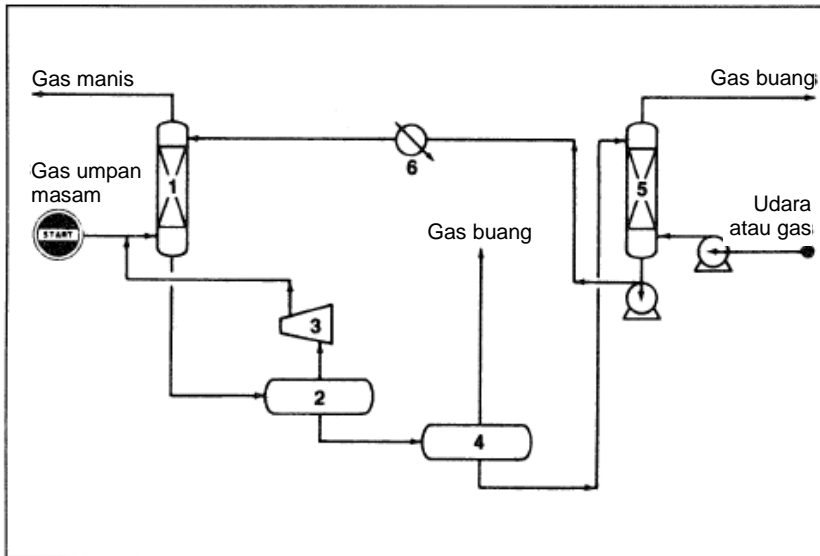 Gas manis
Gas buang
1
6
5
Gas umpan
masam
START
Gas buang
Udara
atau gas
3
2
4